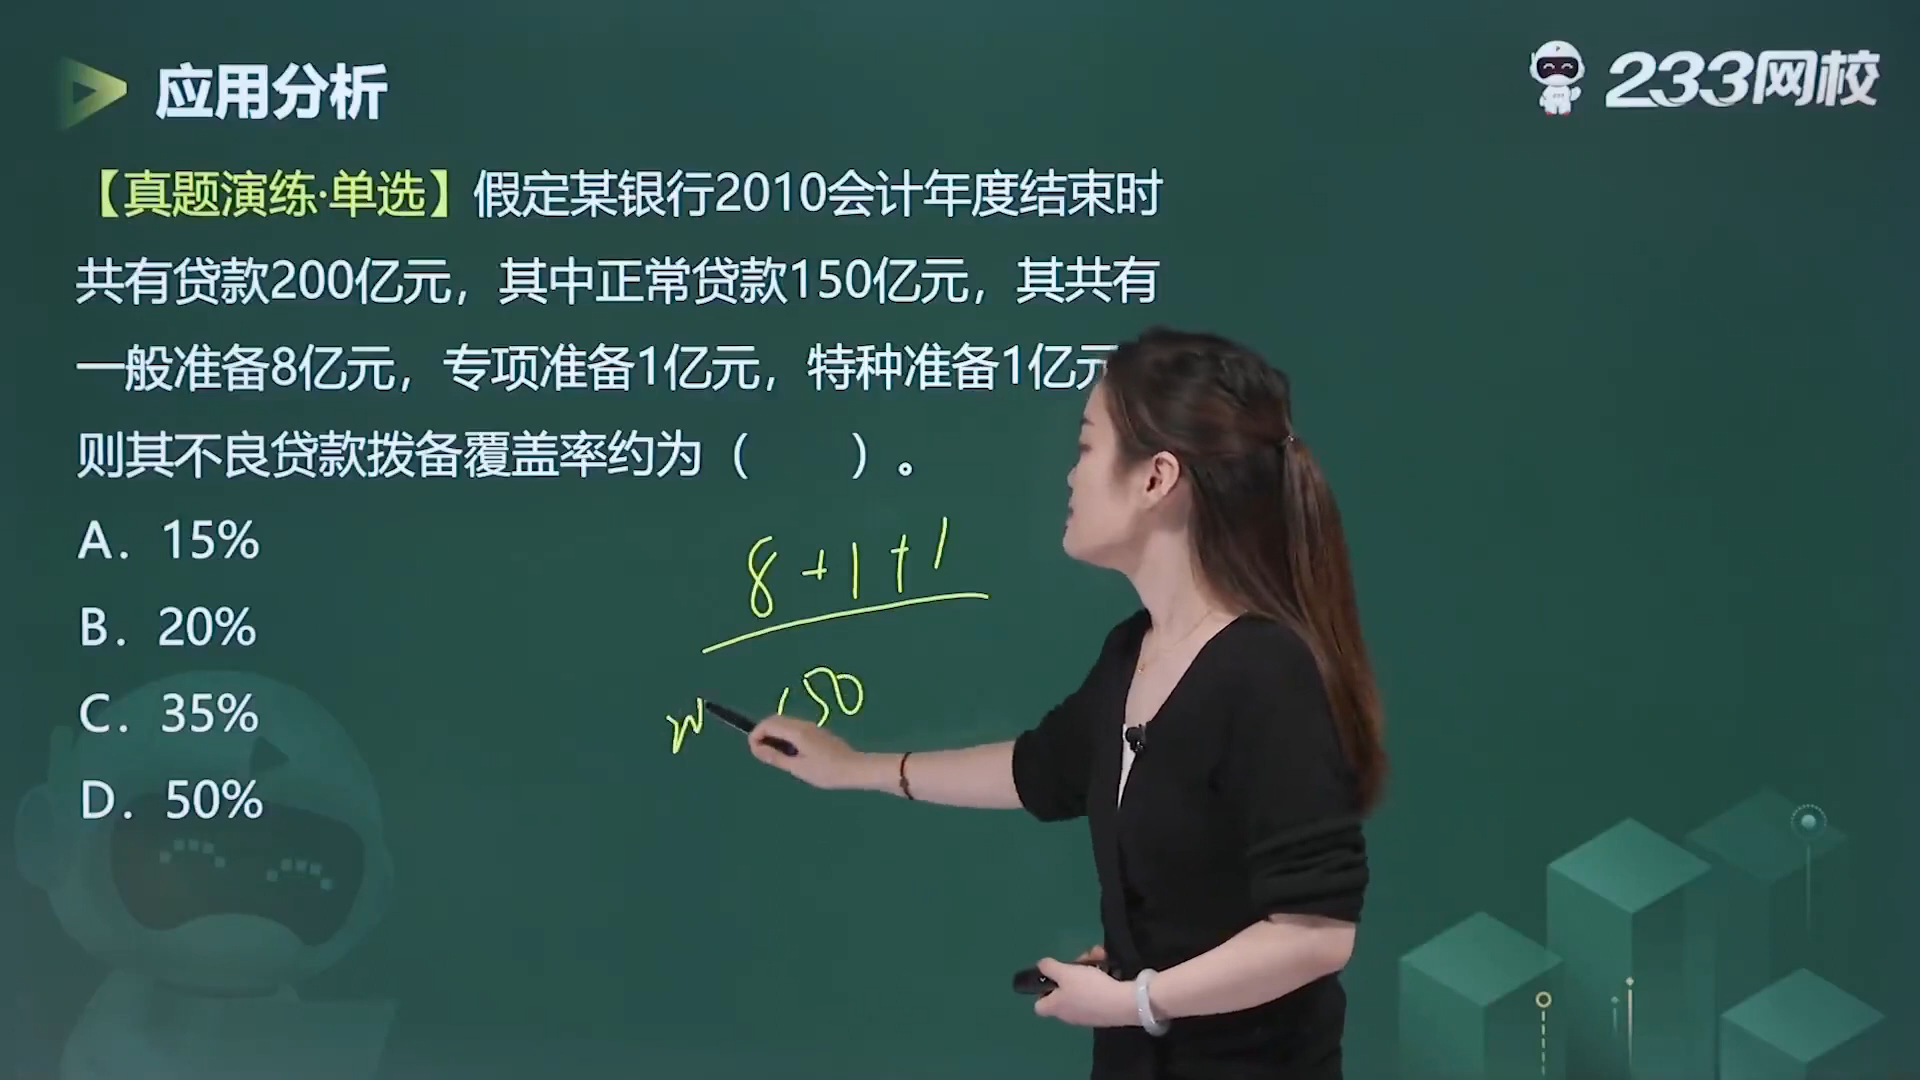 应用分析
233网校
【真题演练·单选】假定某银行2010会计年度结束时
共有贷款200亿元，其中正常贷款150亿元，其共有
一般准备8亿元，专项准备1亿元，特种准备1亿元
则其不良贷款拨备覆盖率约为（ ）。
A. 15%
B. 20%
C. 35%
D. 50%
8+1+1
150